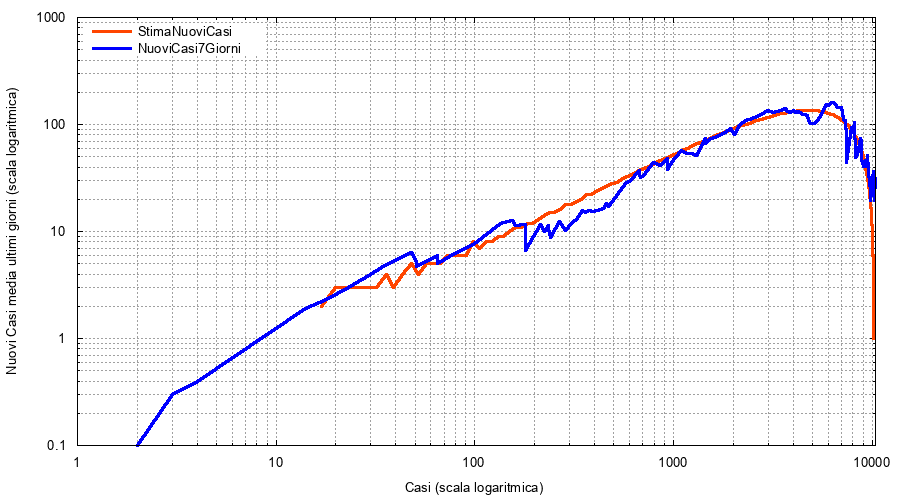 1000
100
10
1
0.1
Nuovi Casi media ultimi giorni (scala logaritmica)
StimaNuoviCasi
NuoviCasi7Giorni
1
10
100
1000
10000
Casi (scala logaritmica)